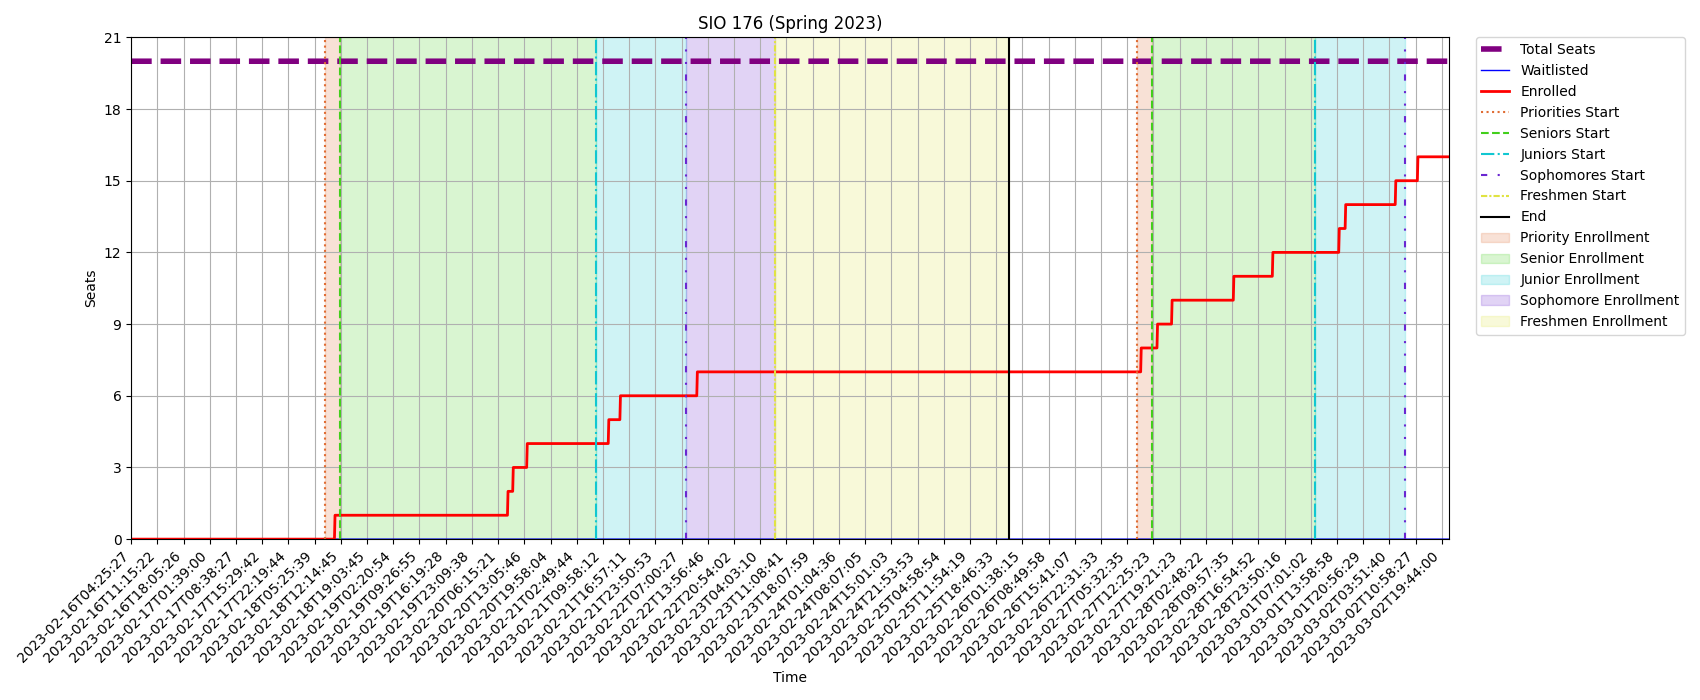 SIO 176 (Spring 2023)
21
18
15
12
9
6
3
0
Seats
2023-02-16T04:25:27
2023-02-16T11:15:22
2023-02-16T18:05:26
2023-02-17T01:39:00
2023-02-17T08:38:27
2023-02-17T15:29:42
2023-02-17T22:19:44
2023-02-18T05:25:39
2023-02-18T12:14:45
2023-02-18T19:03:45
2023-02-19T02:20:54
2023-02-19T09:26:55
2023-02-19T16:19:28
2023-02-19T23:09:38
2023-02-20T06:15:21
2023-02-20T13:05:46
2023-02-20T19:58:04
2023-02-21T02:49:44
2023-02-21T09:58:12
2023-02-21T16:57:11
2023-02-21T23:50:53
2023-02-22T07:00:27
2023-02-22T13:56:46
2023-02-22T20:54:02
2023-02-23T04:03:10
2023-02-23T11:08:41
2023-02-23T18:07:59
2023-02-24T01:04:36
2023-02-24T08:07:05
2023-02-24T15:01:03
2023-02-24T21:53:53
2023-02-25T04:58:54
2023-02-25T11:54:19
2023-02-25T18:46:33
2023-02-26T01:38:15
2023-02-26T08:49:58
2023-02-26T15:41:07
2023-02-26T22:31:33
2023-02-27T05:32:35
2023-02-27T12:25:23
2023-02-27T19:21:23
2023-02-28T02:48:22
2023-02-28T09:57:35
2023-02-28T16:54:52
2023-02-28T23:50:16
2023-03-01T07:01:02
2023-03-01T13:58:58
2023-03-01T20:56:29
2023-03-02T03:51:40
2023-03-02T10:58:27
2023-03-02T19:44:00
Time
Total Seats
Waitlisted
Enrolled
Priorities Start
Seniors Start
Juniors Start
Sophomores Start
Freshmen Start
End
Priority Enrollment
Senior Enrollment
Junior Enrollment
Sophomore Enrollment
Freshmen Enrollment